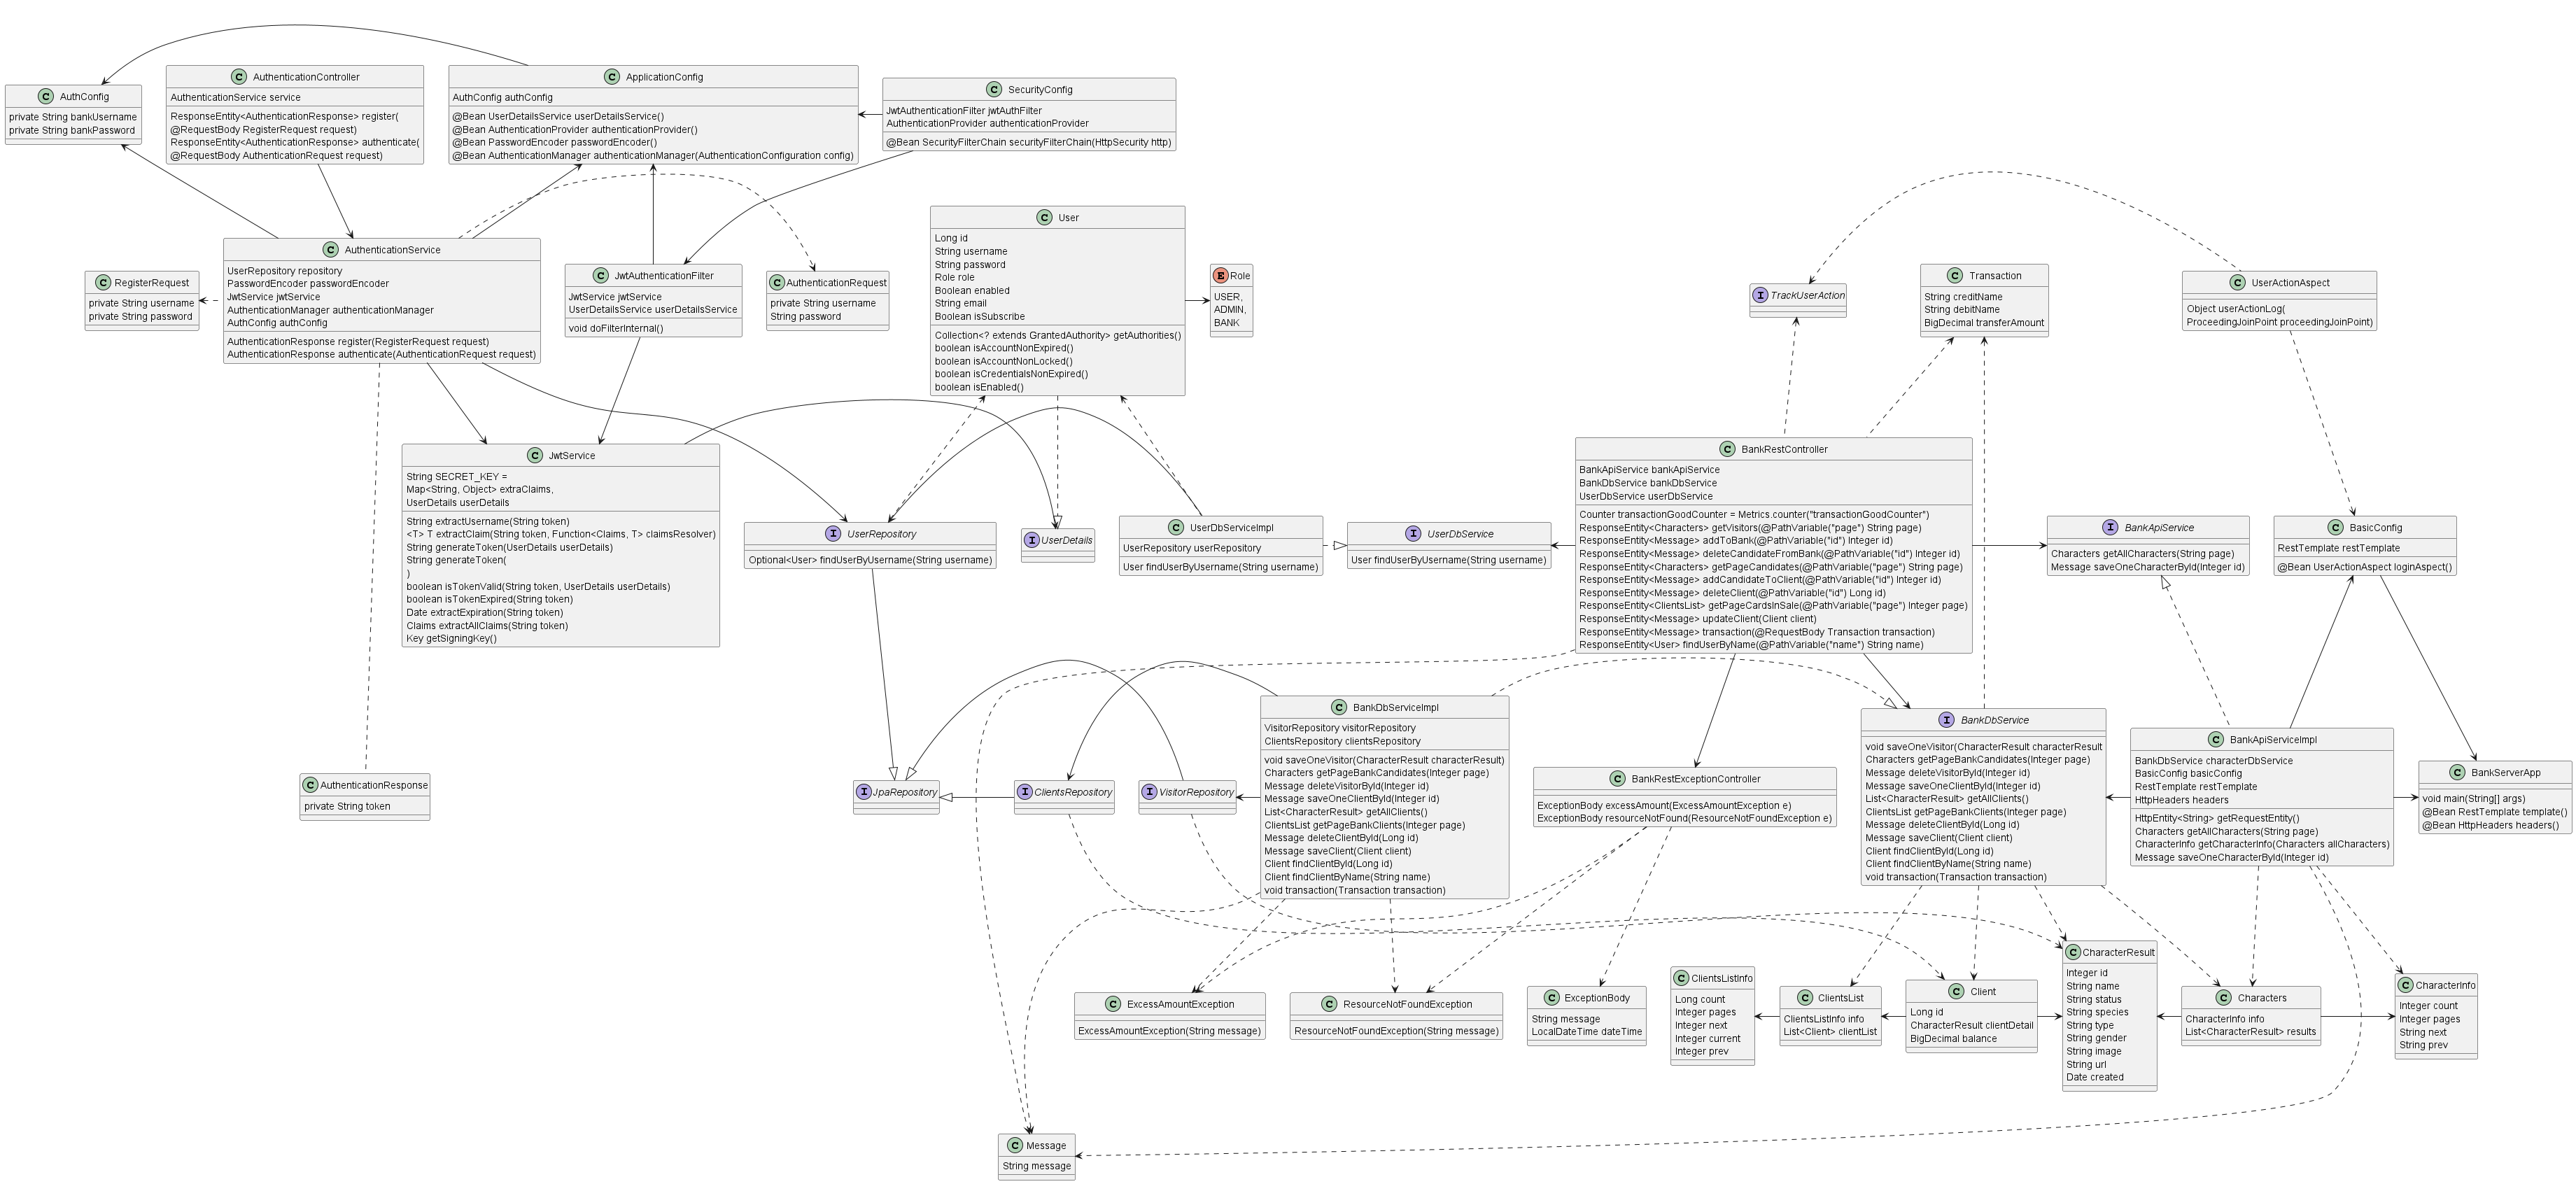 C AuthConfig
private String bankUsername
private String bankPassword
C AuthenticationController
AuthenticationService service
ResponseEntity<AuthenticationResponse> register(
@RequestBody RegisterRequest request)
ResponseEntity<AuthenticationResponse> authenticate(
@RequestBody AuthenticationRequest request)
C ApplicationConfig
AuthConfig authConfig
@Bean UserDetailsService userDetailsService()
@Bean AuthenticationProvider authenticationProvider()
@Bean PasswordEncoder passwordEncoder()
@Bean AuthenticationManager authenticationManager(AuthenticationConfiguration config)
C SecurityConfig
JwtAuthenticationFilter jwtAuthFilter
AuthenticationProvider authenticationProvider
@Bean SecurityFilterChain securityFilterChain(HttpSecurity http)
C RegisterRequest
private String username
private String password
C AuthenticationService
UserRepository repository
PasswordEncoder passwordEncoder
JwtService jwtService
AuthenticationManager authenticationManager
AuthConfig authConfig
AuthenticationResponse register(RegisterRequest request)
AuthenticationResponse authenticate(AuthenticationRequest request)
C JwtAuthenticationFilter
JwtService jwtService
UserDetailsService userDetailsService
void doFilterInternal()
C AuthenticationRequest
private String username
String password
C User
Long id
String username
String password
Role role
Boolean enabled
String email
Boolean isSubscribe
Collection<? extends GrantedAuthority> getAuthorities()
boolean isAccountNonExpired()
boolean isAccountNonLocked()
boolean isCredentialsNonExpired()
boolean isEnabled()
E Role
USER,
ADMIN,
BANK
I TrackUserAction
C Transaction
String creditName
String debitName
BigDecimal transferAmount
C UserActionAspect
Object userActionLog(
ProceedingJoinPoint proceedingJoinPoint)
C JwtService
String SECRET_KEY =
Map<String, Object> extraClaims,
UserDetails userDetails
String extractUsername(String token)
<T> T extractClaim(String token, Function<Claims, T> claimsResolver)
String generateToken(UserDetails userDetails)
String generateToken(
)
boolean isTokenValid(String token, UserDetails userDetails)
boolean isTokenExpired(String token)
Date extractExpiration(String token)
Claims extractAllClaims(String token)
Key getSigningKey()
I UserRepository
Optional<User> findUserByUsername(String username)
I UserDetails
C UserDbServiceImpl
UserRepository userRepository
User findUserByUsername(String username)
I UserDbService
User findUserByUsername(String username)
C BankRestController
BankApiService bankApiService
BankDbService bankDbService
UserDbService userDbService
Counter transactionGoodCounter = Metrics.counter("transactionGoodCounter")
ResponseEntity<Characters> getVisitors(@PathVariable("page") String page)
ResponseEntity<Message> addToBank(@PathVariable("id") Integer id)
ResponseEntity<Message> deleteCandidateFromBank(@PathVariable("id") Integer id)
ResponseEntity<Characters> getPageCandidates(@PathVariable("page") String page)
ResponseEntity<Message> addCandidateToClient(@PathVariable("id") Integer id)
ResponseEntity<Message> deleteClient(@PathVariable("id") Long id)
ResponseEntity<ClientsList> getPageCardsInSale(@PathVariable("page") Integer page)
ResponseEntity<Message> updateClient(Client client)
ResponseEntity<Message> transaction(@RequestBody Transaction transaction)
ResponseEntity<User> findUserByName(@PathVariable("name") String name)
I BankApiService
Characters getAllCharacters(String page)
Message saveOneCharacterById(Integer id)
C BasicConfig
RestTemplate restTemplate
@Bean UserActionAspect loginAspect()
C AuthenticationResponse
private String token
I JpaRepository
I ClientsRepository
I VisitorRepository
C BankDbServiceImpl
VisitorRepository visitorRepository
ClientsRepository clientsRepository
void saveOneVisitor(CharacterResult characterResult)
Characters getPageBankCandidates(Integer page)
Message deleteVisitorById(Integer id)
Message saveOneClientById(Integer id)
List<CharacterResult> getAllClients()
ClientsList getPageBankClients(Integer page)
Message deleteClientById(Long id)
Message saveClient(Client client)
Client findClientById(Long id)
Client findClientByName(String name)
void transaction(Transaction transaction)
C BankRestExceptionController
ExceptionBody excessAmount(ExcessAmountException e)
ExceptionBody resourceNotFound(ResourceNotFoundException e)
I BankDbService
void saveOneVisitor(CharacterResult characterResult
Characters getPageBankCandidates(Integer page)
Message deleteVisitorById(Integer id)
Message saveOneClientById(Integer id)
List<CharacterResult> getAllClients()
ClientsList getPageBankClients(Integer page)
Message deleteClientById(Long id)
Message saveClient(Client client)
Client findClientById(Long id)
Client findClientByName(String name)
void transaction(Transaction transaction)
C BankApiServiceImpl
BankDbService characterDbService
BasicConfig basicConfig
RestTemplate restTemplate
HttpHeaders headers
HttpEntity<String> getRequestEntity()
Characters getAllCharacters(String page)
CharacterInfo getCharacterInfo(Characters allCharacters)
Message saveOneCharacterById(Integer id)
C BankServerApp
void main(String[] args)
@Bean RestTemplate template()
@Bean HttpHeaders headers()
C ExcessAmountException
ExcessAmountException(String message)
C ResourceNotFoundException
ResourceNotFoundException(String message)
C ExceptionBody
String message
LocalDateTime dateTime
C ClientsListInfo
Long count
Integer pages
Integer next
Integer current
Integer prev
C ClientsList
ClientsListInfo info
List<Client> clientList
C Client
Long id
CharacterResult clientDetail
BigDecimal balance
C CharacterResult
Integer id
String name
String status
String species
String type
String gender
String image
String url
Date created
C Characters
CharacterInfo info
List<CharacterResult> results
C CharacterInfo
Integer count
Integer pages
String next
String prev
C Message
String message